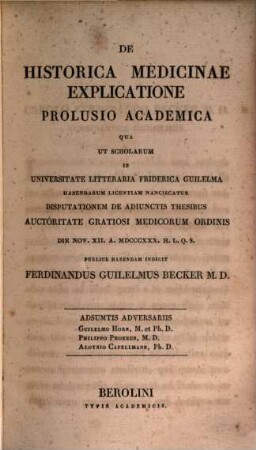 DE
HISTORICA MEDICINAE
EXPLICATIONE
PROLUSIO ACADEMICA
QUA
UT SCHOLARUM
IN
UNIVERSITATE LITTERARIA FRIDERICA GUILELMA
HABENDARUM LICENTIAM NANCISCATUR
DISPUTATIONEM DE ADIUNCTIS THESIBUS
AUCTORITATE GRATIOSI MEDICORUM ORDINIS
DIE NOV. XII. A. MDCCCXXX. H. L. Q. S.
PUBLICE HABENDAM INDICIT
FERDINANDUS GUILELMUS BECKER M. D.
ADSUMTIS ADVERSARIIS
GUILELMO HORN, M. et Ph. D.
PHILIPPO PHOEBUS, M. D.
ALOYSIO CAPELLMANN, Ph. D.
BEROLINI
TYPIS ACADEMICIS.